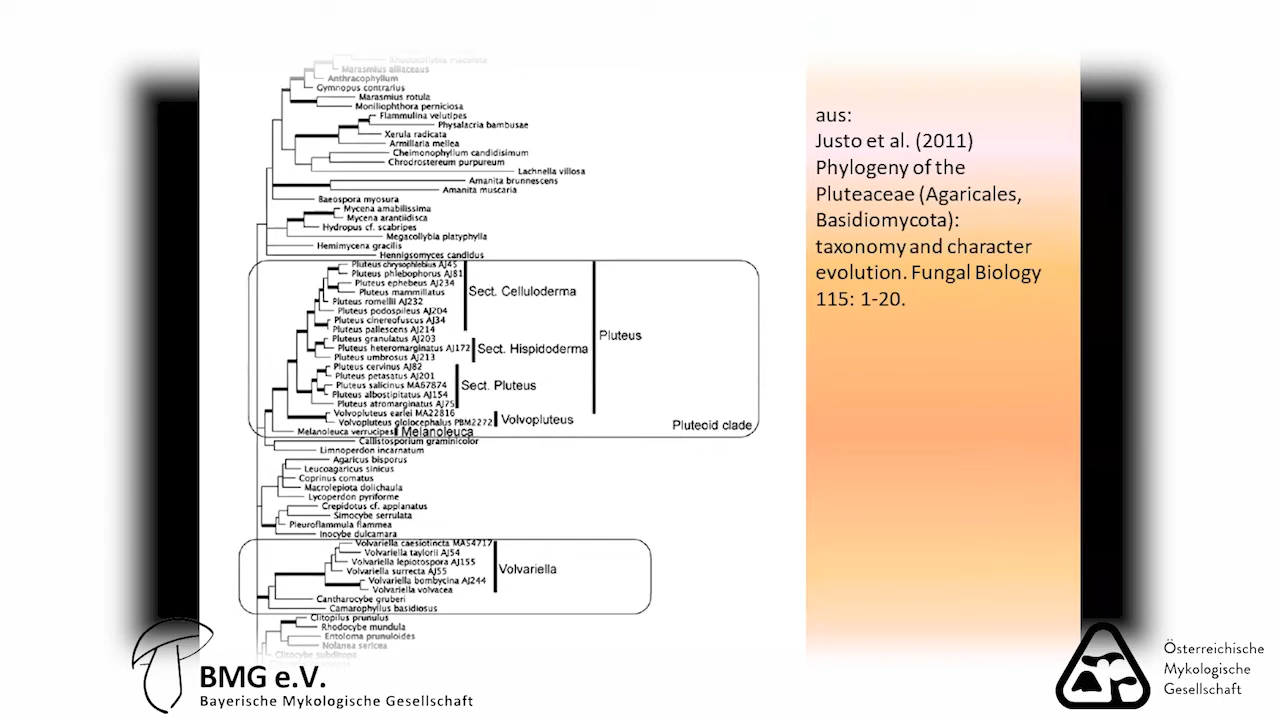 Rhodocollybia maculata
Marasmius alliaceus
Anthracophyllum
Gymnopus contrarius
Marasmius rotula
Moniliophthora perniciosa
Flammulina velutipes
Physalacria bambusae
Xerula radicata
Armillaria mellea
Cheimonophyllum candidisimum
Chrodrostereum purpureum
Lachnella villosa
Amanita brunnescens
Amanita muscaria
Baeospora myosura
Mycena amabilissima
Mycena arantiidisca
Hydropus cf. scabripes
Megacollybia platyphylla
Hemimycena gracilis
Hennigsomyces candidus
Pluteus chrysophlebius AJ45
Pluteus phlebophorus AJ81
Pluteus ephebeus AJ234
Pluteus mammillatus
Pluteus romellii AJ232
Pluteus podospileus AJ204
Pluteus cinereofuscus AJ34
Pluteus pallescens AJ214
Sect. Celluloderma
Pluteus granulatus AJ203
Pluteus heteromarginatus AJ172
Pluteus umbrosus AJ213
Sect. Hispidoderma
Pluteus
Pluteus cervinus AJ82
Pluteus petasatus AJ201
Pluteus salicinus MA67874
Pluteus albostipitatus AJ154
Pluteus atromarginatus AJ75
Sect. Pluteus
Volvopluteus earlei MA22816
Volvopluteus gloiocephalus PBM2272
Volvopluteus
Melanoleuca verrucipes
Melanoleuca
Pluteoid clade
Callistosporium graminicolor
Limnoperdon incarnatum
Agaricus bisporus
Leucoagaricus sinicus
Coprinus comatus
Macrolepiota dolichaula
Lycoperdon pyriforme
Crepidotus cf. applanatus
Simocybe serrulata
Pleuroflammula flammea
Inocybe dulcamara
Volvariella caesiotincta MA54717
Volvariella taylorii AJ54
Volvariella lepiotospora AJ155
Volvariella surrecta AJ55
Volvariella bombycina AJ244
Volvariella volvacea
Volvariella
Cantharocybe gruberi
Camarophyllus basidiosus
Clitopilus prunulus
Rhodocybe mundula
Entoloma prunuloides
Nolanea sericea
Clitocybe subditopa
aus:
Justo et al. (2011)
Phylogeny of the
Pluteaceae (Agaricales,
Basidiomycota):
taxonomy and character
evolution. Fungal Biology
115: 1-20.
BMG e.V.
Bayerische Mykologische Gesellschaft
Österreichische
Mykologische
Gesellschaft